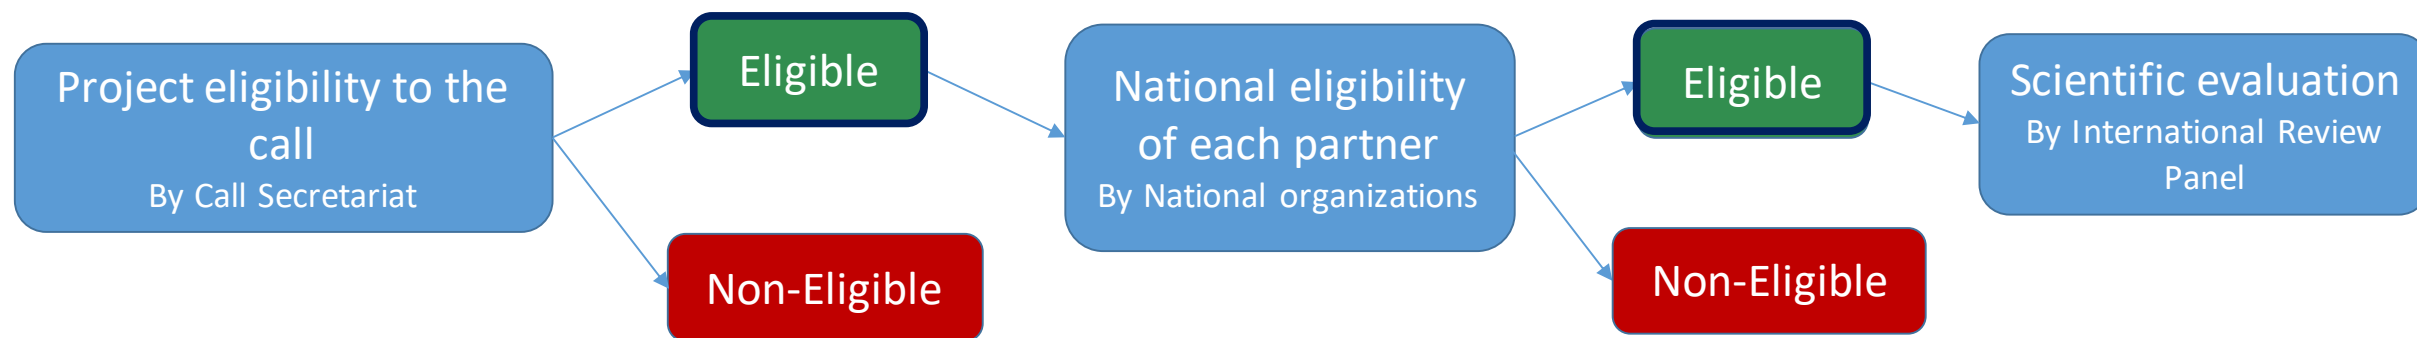 Project eligibility to the
call
By Call Secretariat
Eligible
Non-Eligible
National eligibility
of each partner
By National organizations
Eligible
Non-Eligible
Scientific evaluation
By International Review
Panel